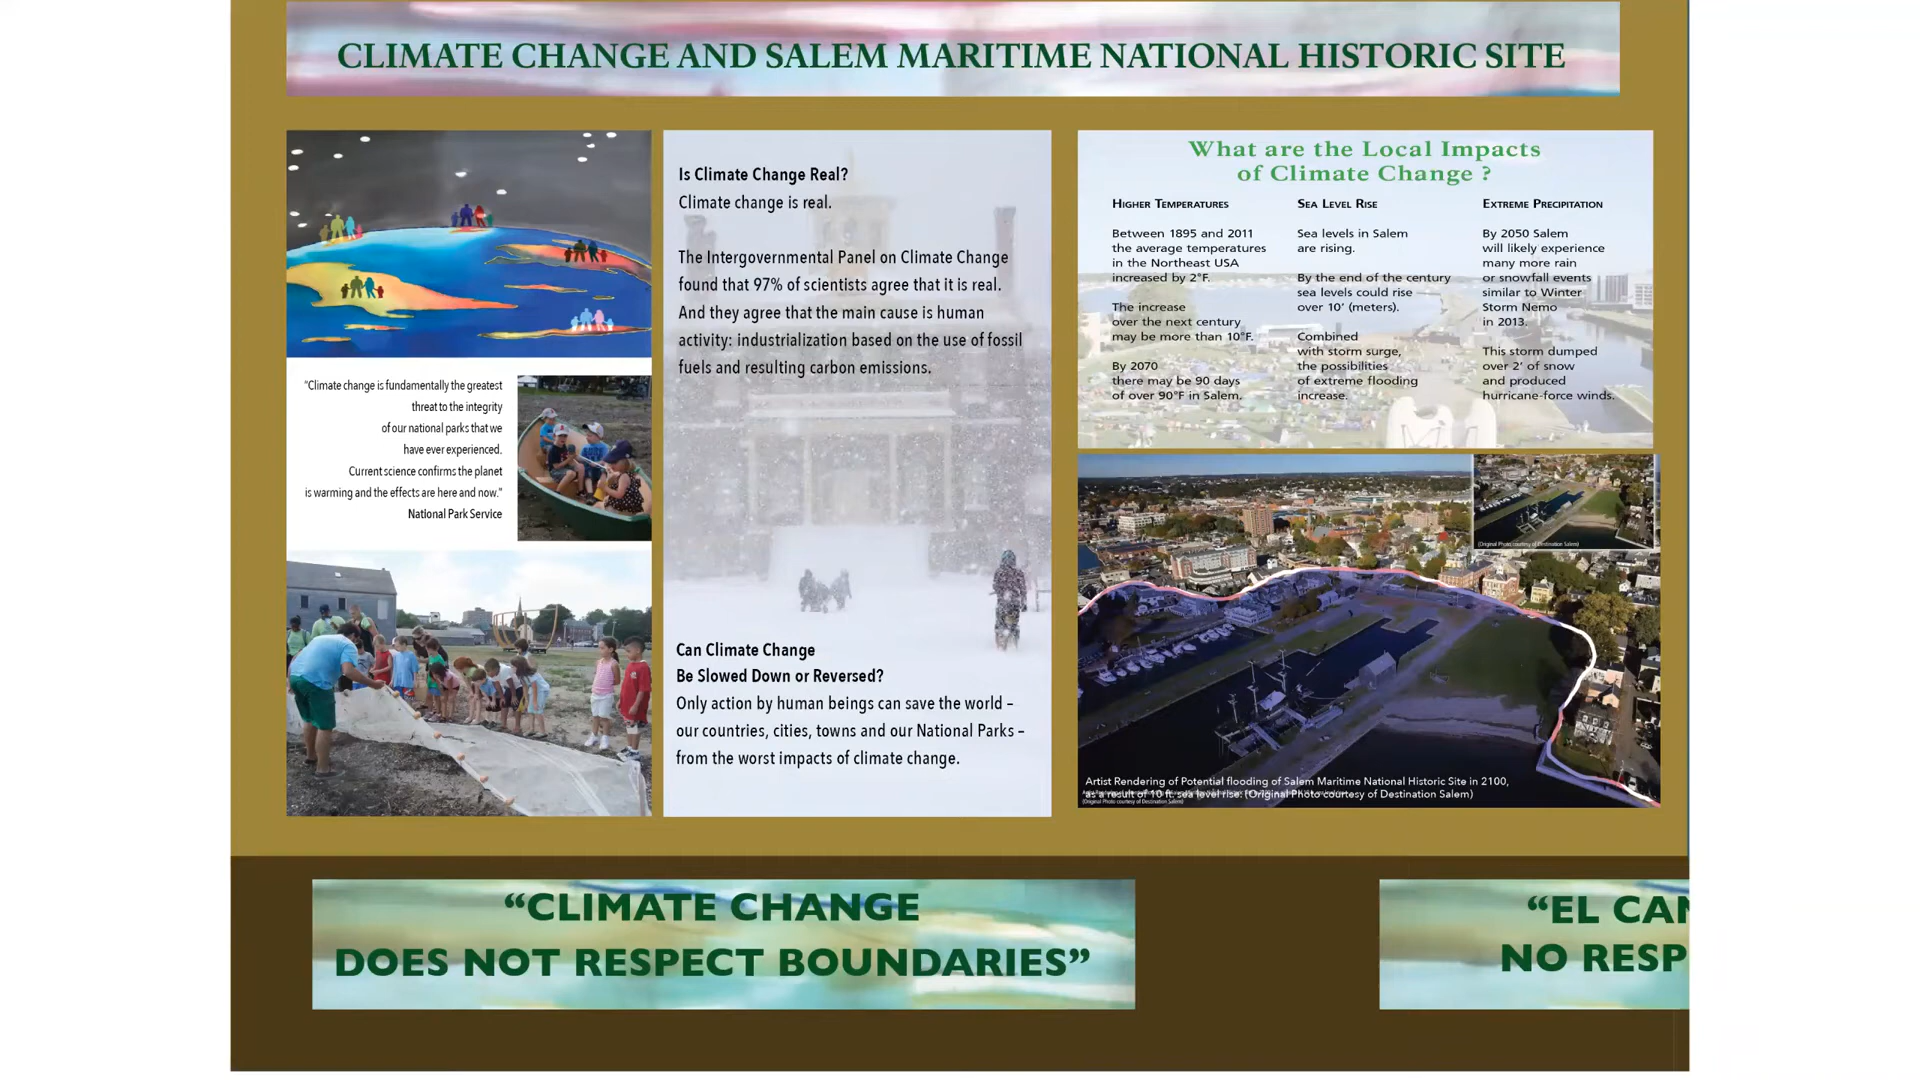 CLIMATE CHANGE AND SALEM MARITIME NATIONAL HISTORIC SITE
“Climate change is fundamentally the greatest
threat to the integrity
of our national parks that we
have ever experienced.
Current science confirms the planet
is warming and the effects are here and now.”
National Park Service
Is Climate Change Real?
Climate change is real.
The Intergovernmental Panel on Climate Change
found that 97% of scientists agree that it is real.
And they agree that the main cause is human
activity: industrialization based on the use of fossil
fuels and resulting carbon emissions.
Can Climate Change
Be Slowed Down or Reversed?
Only action by human beings can save the world –
our countries, cities, towns and our National Parks –
from the worst impacts of climate change.
What are the Local Impacts
of Climate Change ?
HIGHER TEMPERATURES
Between 1895 and 2011
the average temperatures
in the Northeast USA
increased by 2°F.
The increase
over the next century
may be more than 10°F.
By 2070
there may be 90 days
of over 90°F in Salem.
SEA LEVEL RISE
Sea levels in Salem
are rising.
By the end of the century
sea levels could rise
over 10’ (meters).
Combined
with storm surge,
the possibilities
of extreme flooding
increase.
EXTREME PRECIPITATION
By 2050 Salem
will likely experience
many more rain
or snowfall events
similar to Winter
Storm Nemo
in 2013.
This storm dumped
over 2’ of snow
and produced
hurricane-force winds.
(Original Photo courtesy of Destination Salem)
Artist Rendering of Potential flooding of Salem Maritime National Historic Site in 2100,
as a result of 10 ft. sea level rise. (Original Photo courtesy of Destination Salem)
(Original Photo courtesy of Destination Salem)
“CLIMATE CHANGE
DOES NOT RESPECT BOUNDARIES”
“EL CAN
NO RESP